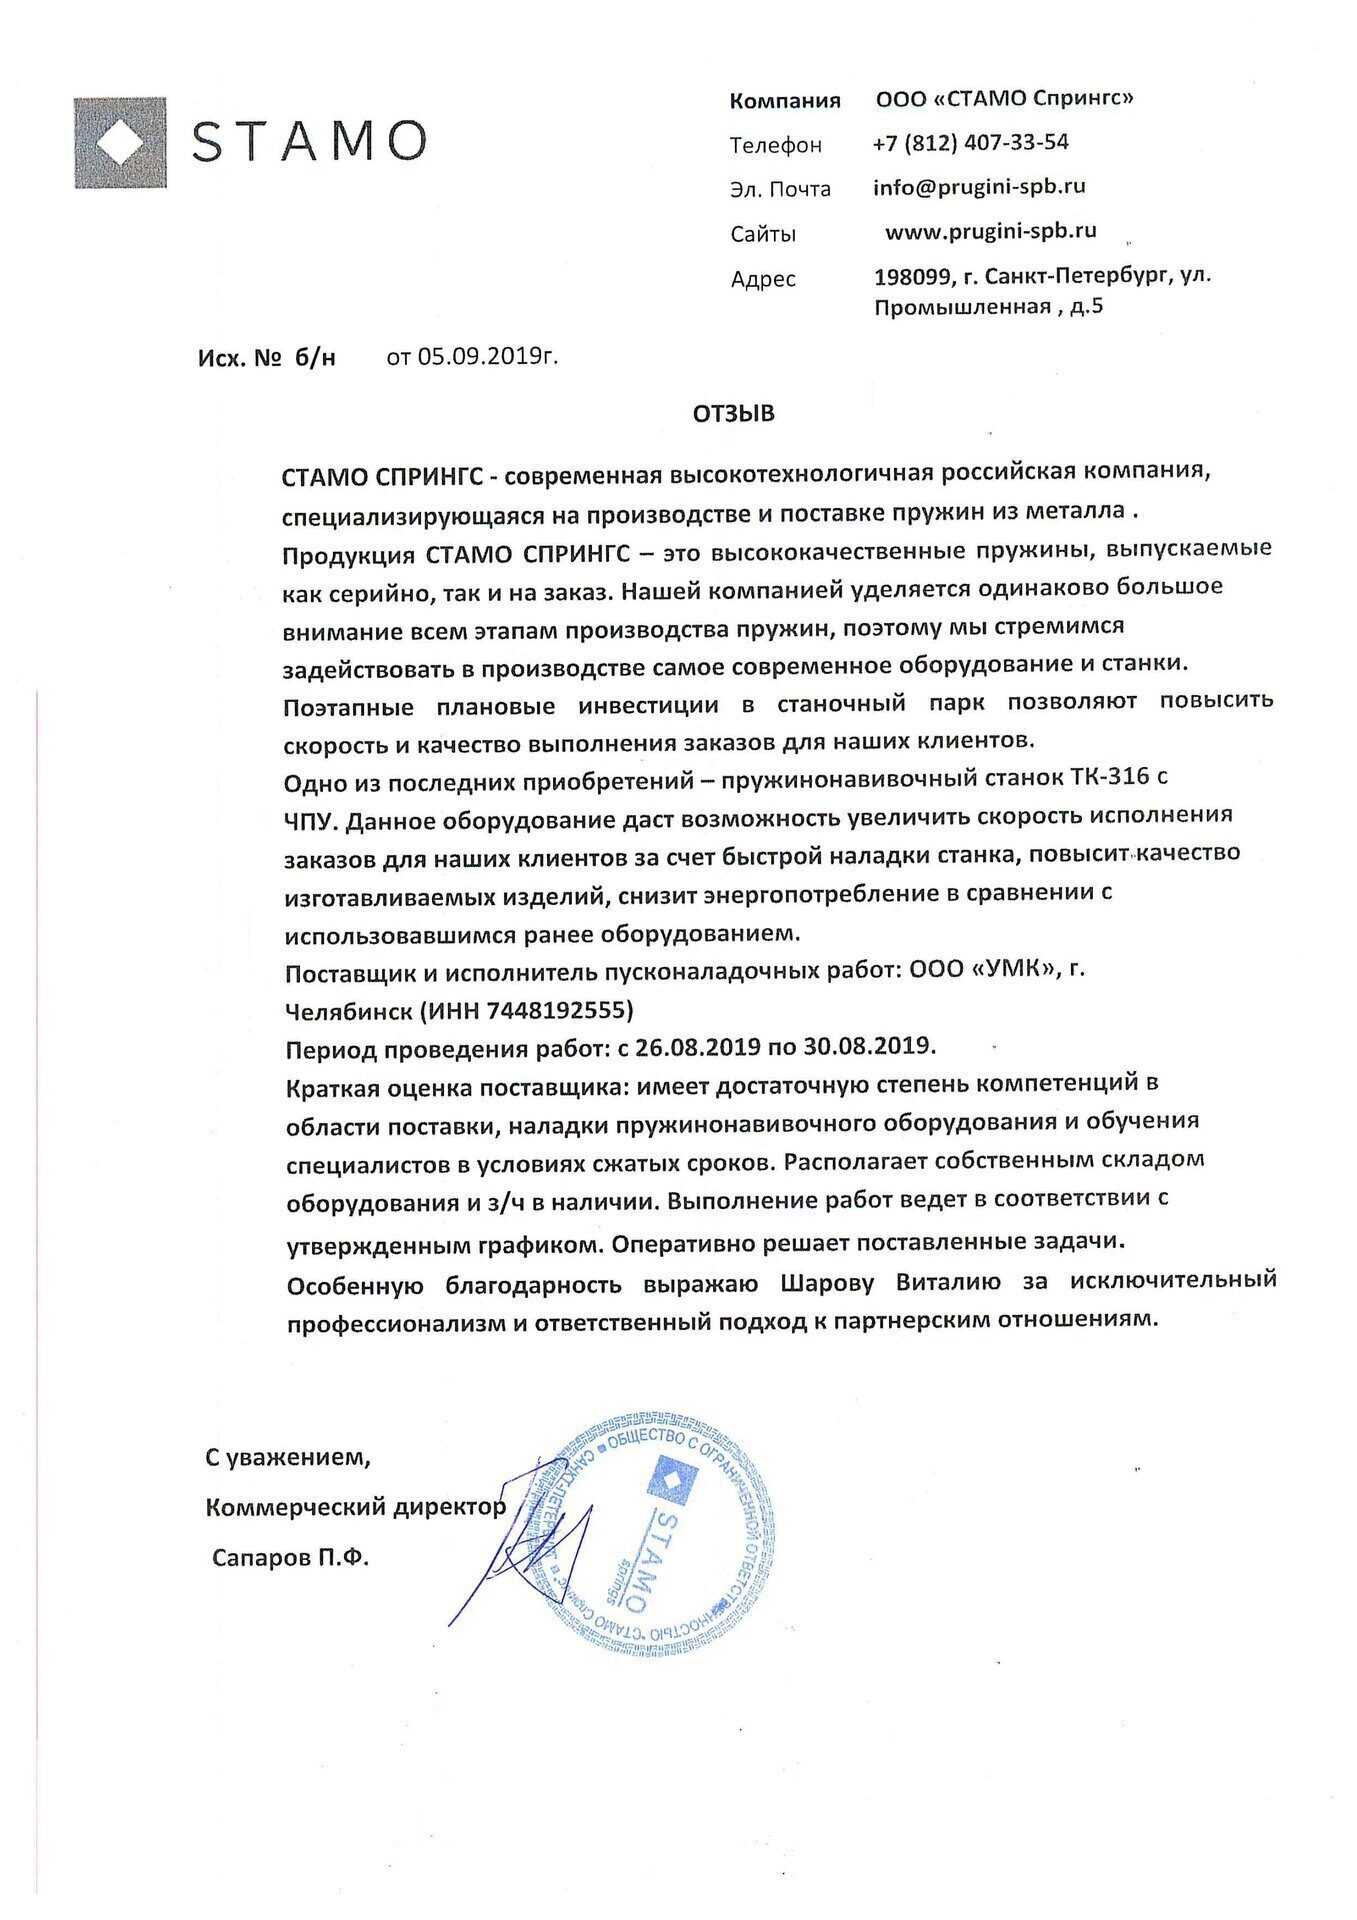 STAMO
Компания ООО «СТАМО Спрингс»
Телефон +7 (812) 407-33-54
Эл. Почта info@prugini-spb.ru
Сайты www.prugini-spb.ru
Адрес 198099, г. Санкт-Петербург, ул.
Промышленная , д.5
Исх. № б/н от 05.09.2019г.
ОТЗЫВ
СТАМО СПРИНГС - современная высокотехнологичная российская компания,
специализирующаяся на производстве и поставке пружин из металла .
Продукция СТАМО СПРИНГС – это высококачественные пружины, выпускаемые
как серийно, так и на заказ. Нашей компанией уделяется одинаково большое
внимание всем этапам производства пружин, поэтому мы стремимся
задействовать в производстве самое современное оборудование и станки.
Поэтапные плановые инвестиции в станочный парк позволяют повысить
скорость и качество выполнения заказов для наших клиентов.
Одно из последних приобретений – пружинонавивочный станок ТК-316 с
ЧПУ. Данное оборудование даст возможность увеличить скорость исполнения
заказов для наших клиентов за счет быстрой наладки станка, повысит качество
изготавливаемых изделий, снизит энергопотребление в сравнении с
использовавшимся ранее оборудованием.
Поставщик и исполнитель пусконаладочных работ: ООО «УМК», г.
Челябинск (ИНН 7448192555)
Период проведения работ: с 26.08.2019 по 30.08.2019.
Краткая оценка поставщика: имеет достаточную степень компетенций в
области поставки, наладки пружинонавивочного оборудования и обучения
специалистов в условиях сжатых сроков. Располагает собственным складом
оборудования и з/ч в наличии. Выполнение работ ведет в соответствии с
утвержденным графиком. Оперативно решает поставленные задачи.
Особенную благодарность выражаю Шарову Виталию за исключительный
профессионализм и ответственный подход к партнерским отношениям.
С уважением,
Коммерческий директор
Сапаров П.Ф.
ОБЩЕСТВО С ОГРАНИЧЕННОЙ ОТВЕТСТВЕННОСТЬЮ "СТАМО Спрингс"
САНКТ-ПЕТЕРБУРГ
STAMO
springs